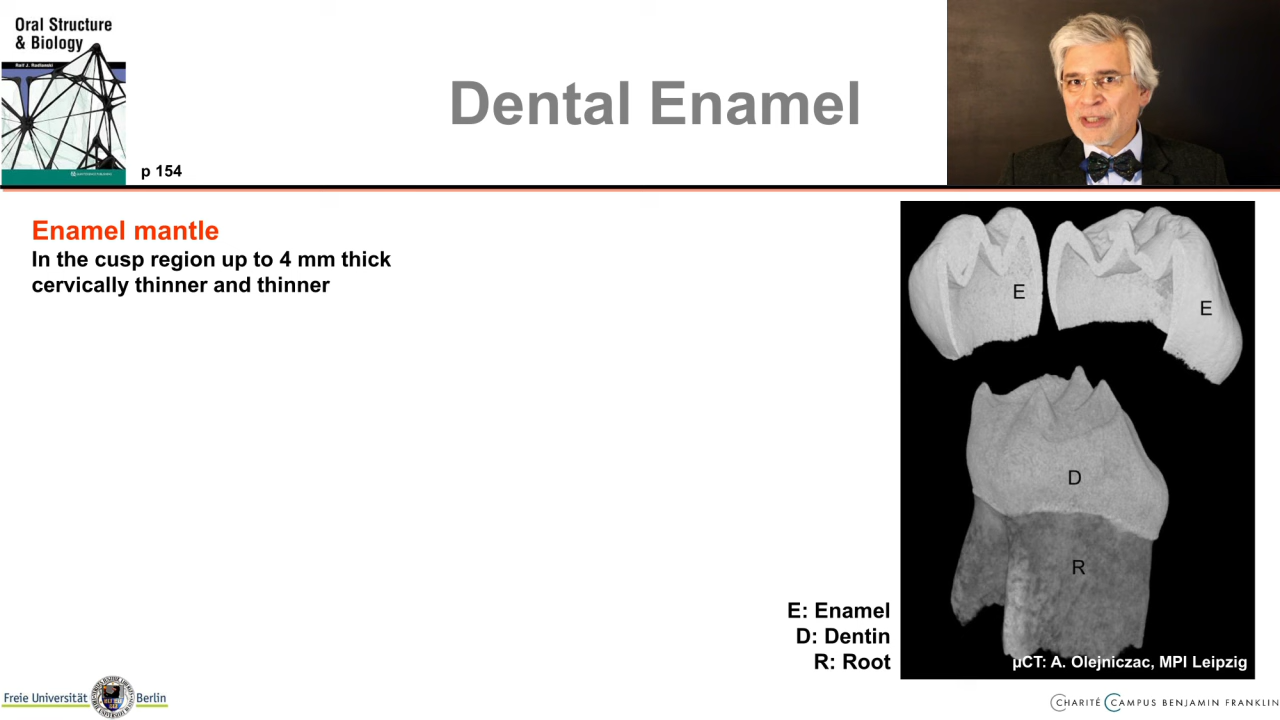 Oral Structure
& Biology
Ralf J. Radlanski
p 154
Dental Enamel
Enamel mantle
In the cusp region up to 4 mm thick
cervically thinner and thinner
E
E
D
R
E: Enamel
D: Dentin
R: Root
µCT: A. Olejniczac, MPI Leipzig
Freie Universität Berlin
CHARITÉ CAMPUS BENJAMIN FRANKLIN